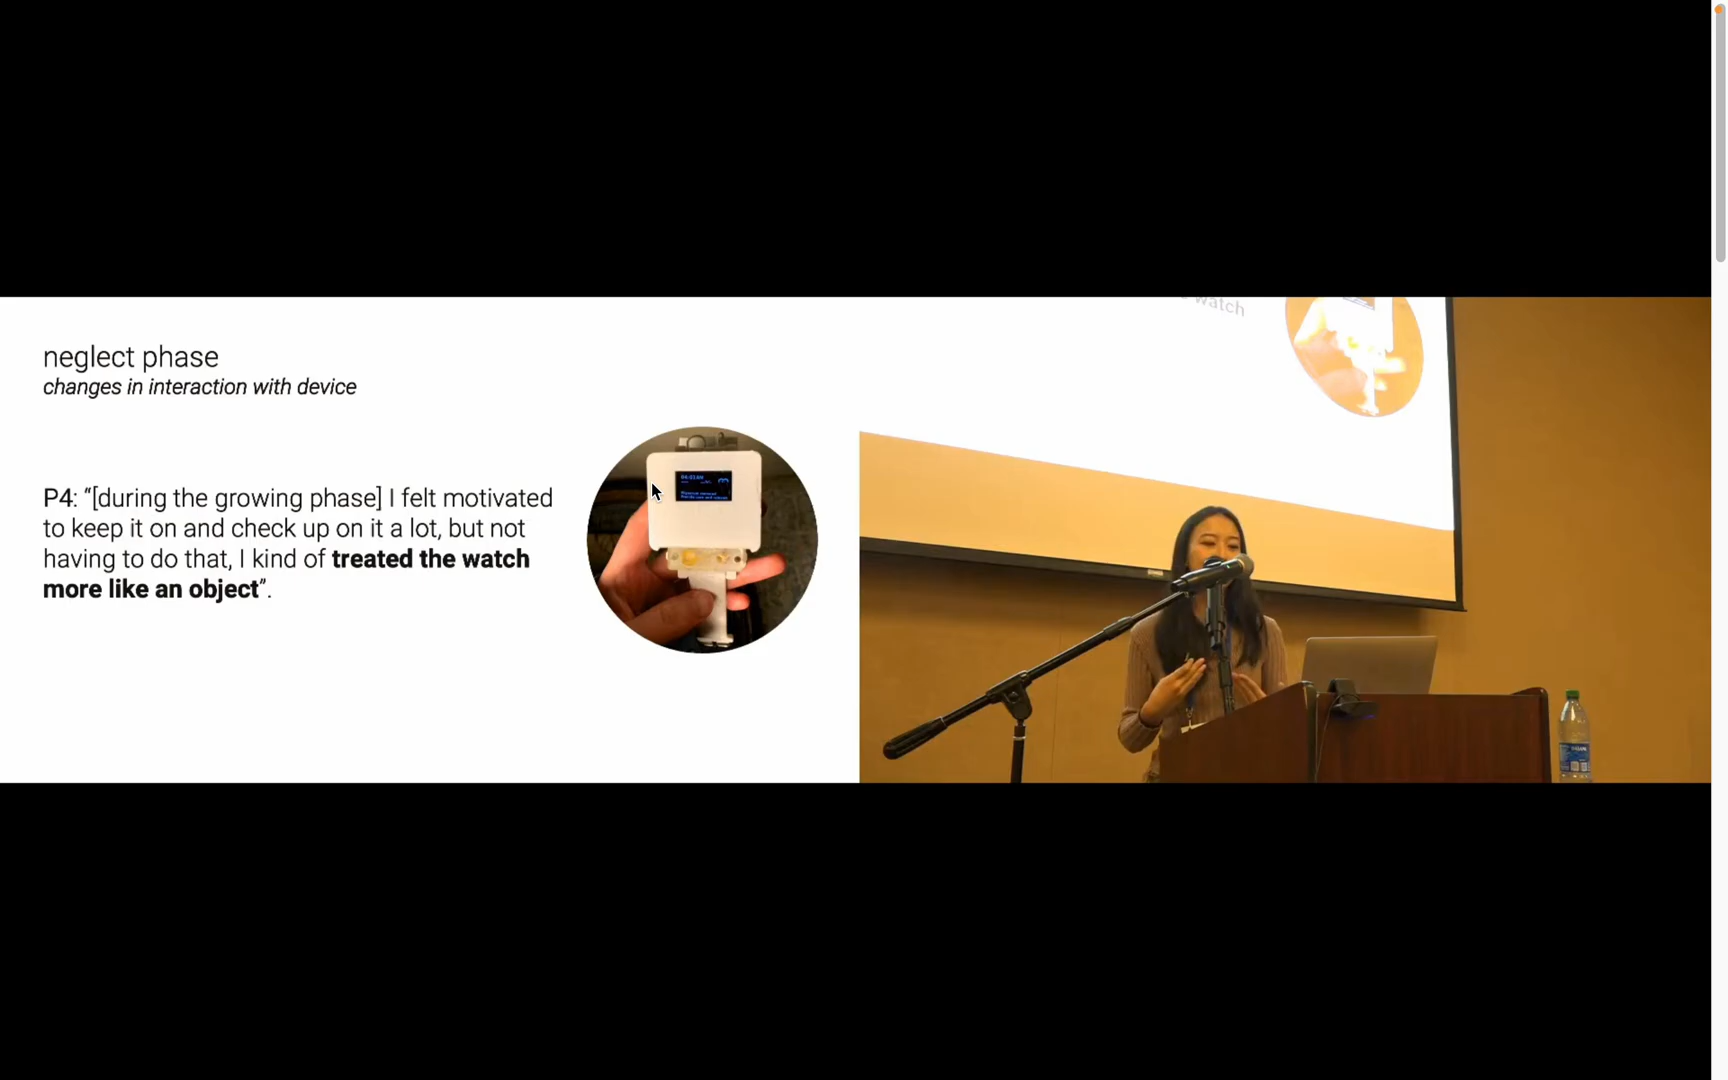 neglect phase
changes in interaction with device
P4: “[during the growing phase] I felt motivated
to keep it on and check up on it a lot, but not
having to do that, I kind of treated the watch
more like an object”.
watch